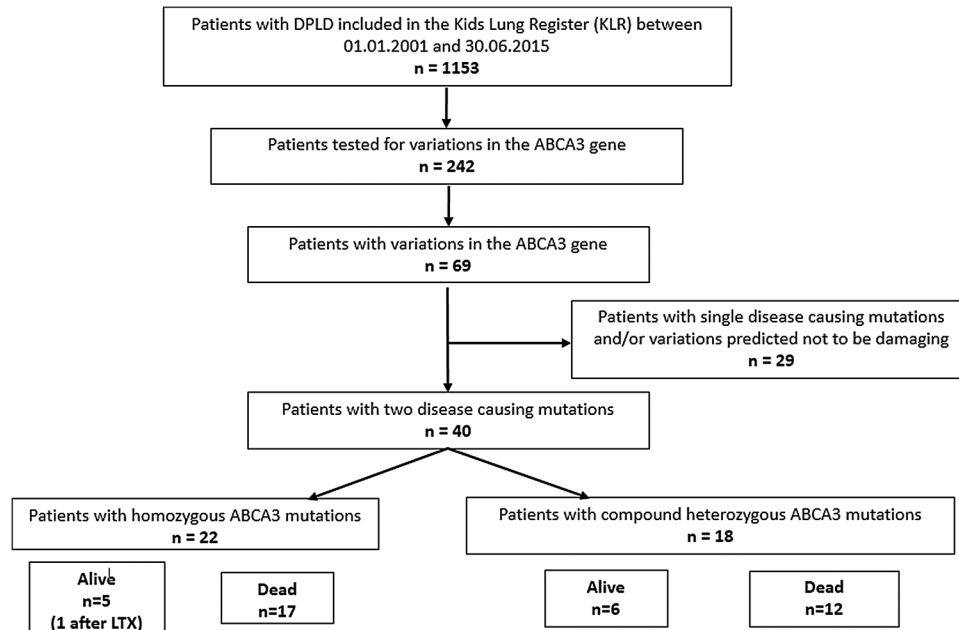 Patients with DPLD included in the Kids Lung Register (KLR) between
01.01.2001 and 30.06.2015
n = 1153
Patients tested for variations in the ABCA3 gene
n = 242
Patients with variations in the ABCA3 gene
n = 69
Patients with single disease causing mutations
and/or variations predicted not to be damaging
n = 29
Patients with two disease causing mutations
n = 40
Patients with homozygous ABCA3 mutations
n = 22
Patients with compound heterozygous ABCA3 mutations
n = 18
Alive
n=5
(1 after LTX)
Dead
n=17
Alive
n=6
Dead
n=12